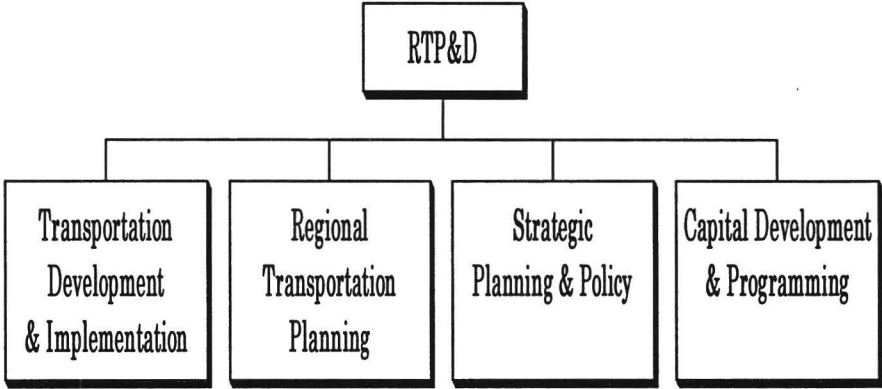 RTP&D
Transportation
Development
& Implementation
Regional
Transportation
Planning
Strategic
Planning & Policy
Capital Development
& Programming